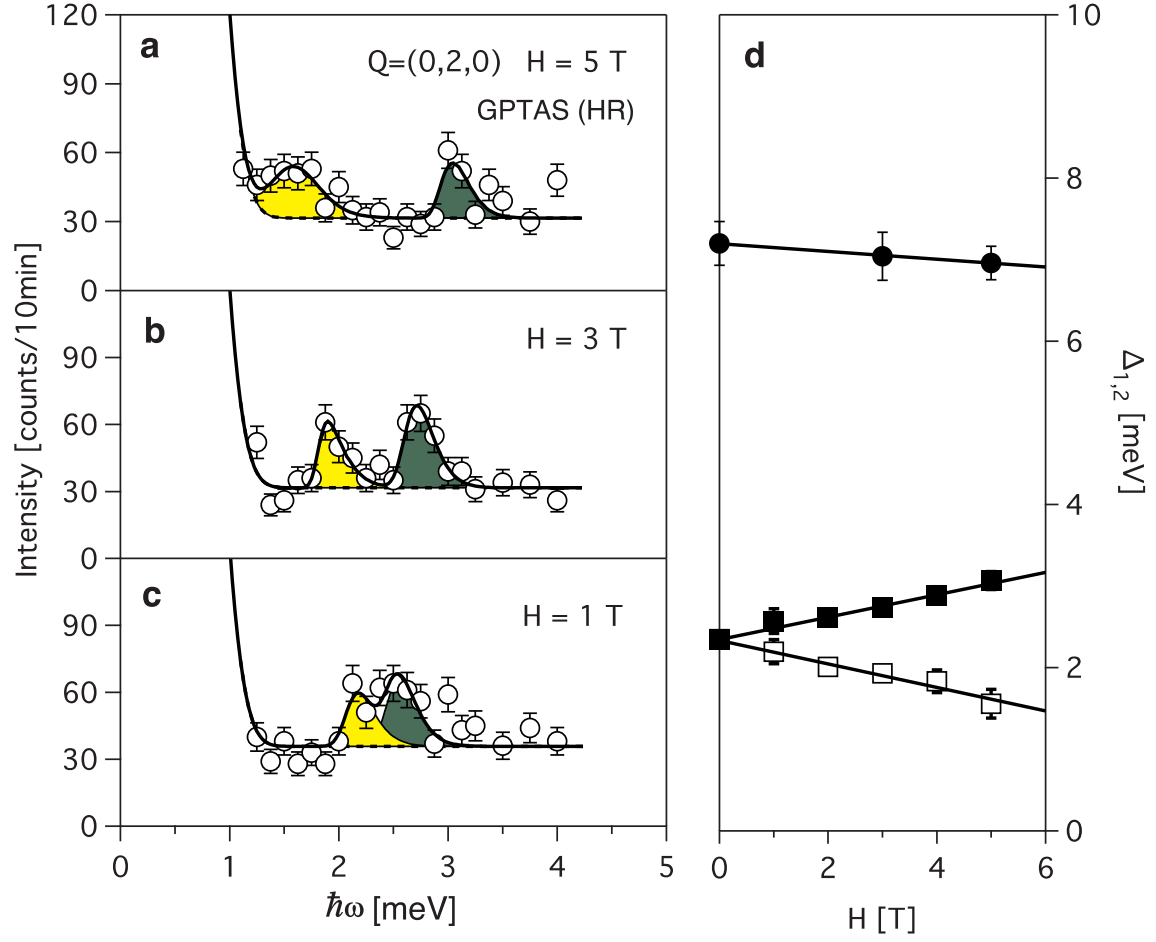 120
90
60
30
0
a
Q=(0,2,0) H = 5 T
GPTAS (HR)
90
60
30
0
b
H = 3 T
90
60
30
0
c
H = 1 T
0 1 2 3 4 5
ħω [meV]
Intensity [counts/10min]
d
10
8
6
4
2
0
0 2 4 6
H [T]
Δ1,2 [meV]